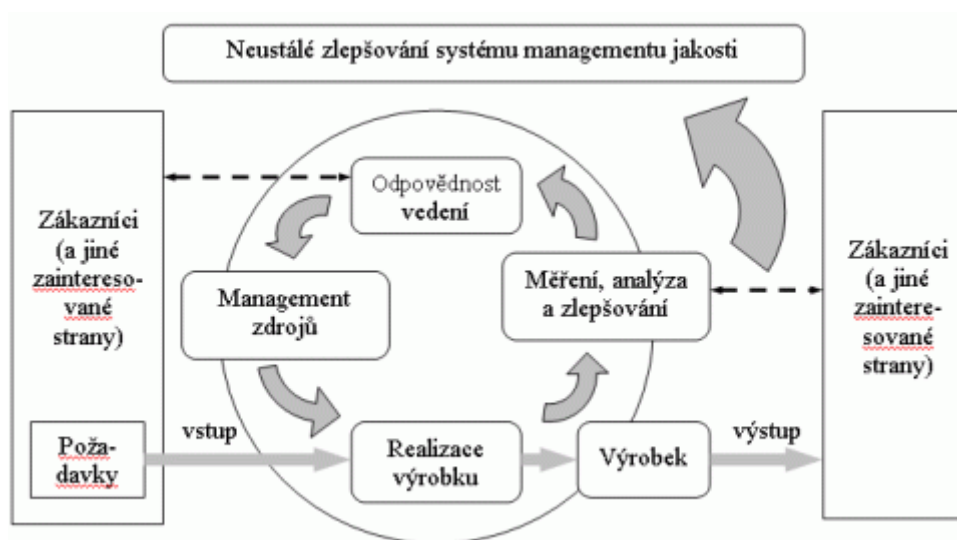 Neustálé zlepšování systému managementu jakosti
Zákazníci
(a jiné
zaintereso-
vané
strany)
Poža-
davky
vstup
Odpovědnost
vedení
Management
zdrojů
Měření, analýza
a zlepšování
Realizace
výrobku
Výrobek
výstup
Zákazníci
(a jiné
zaintere-
sované
strany)